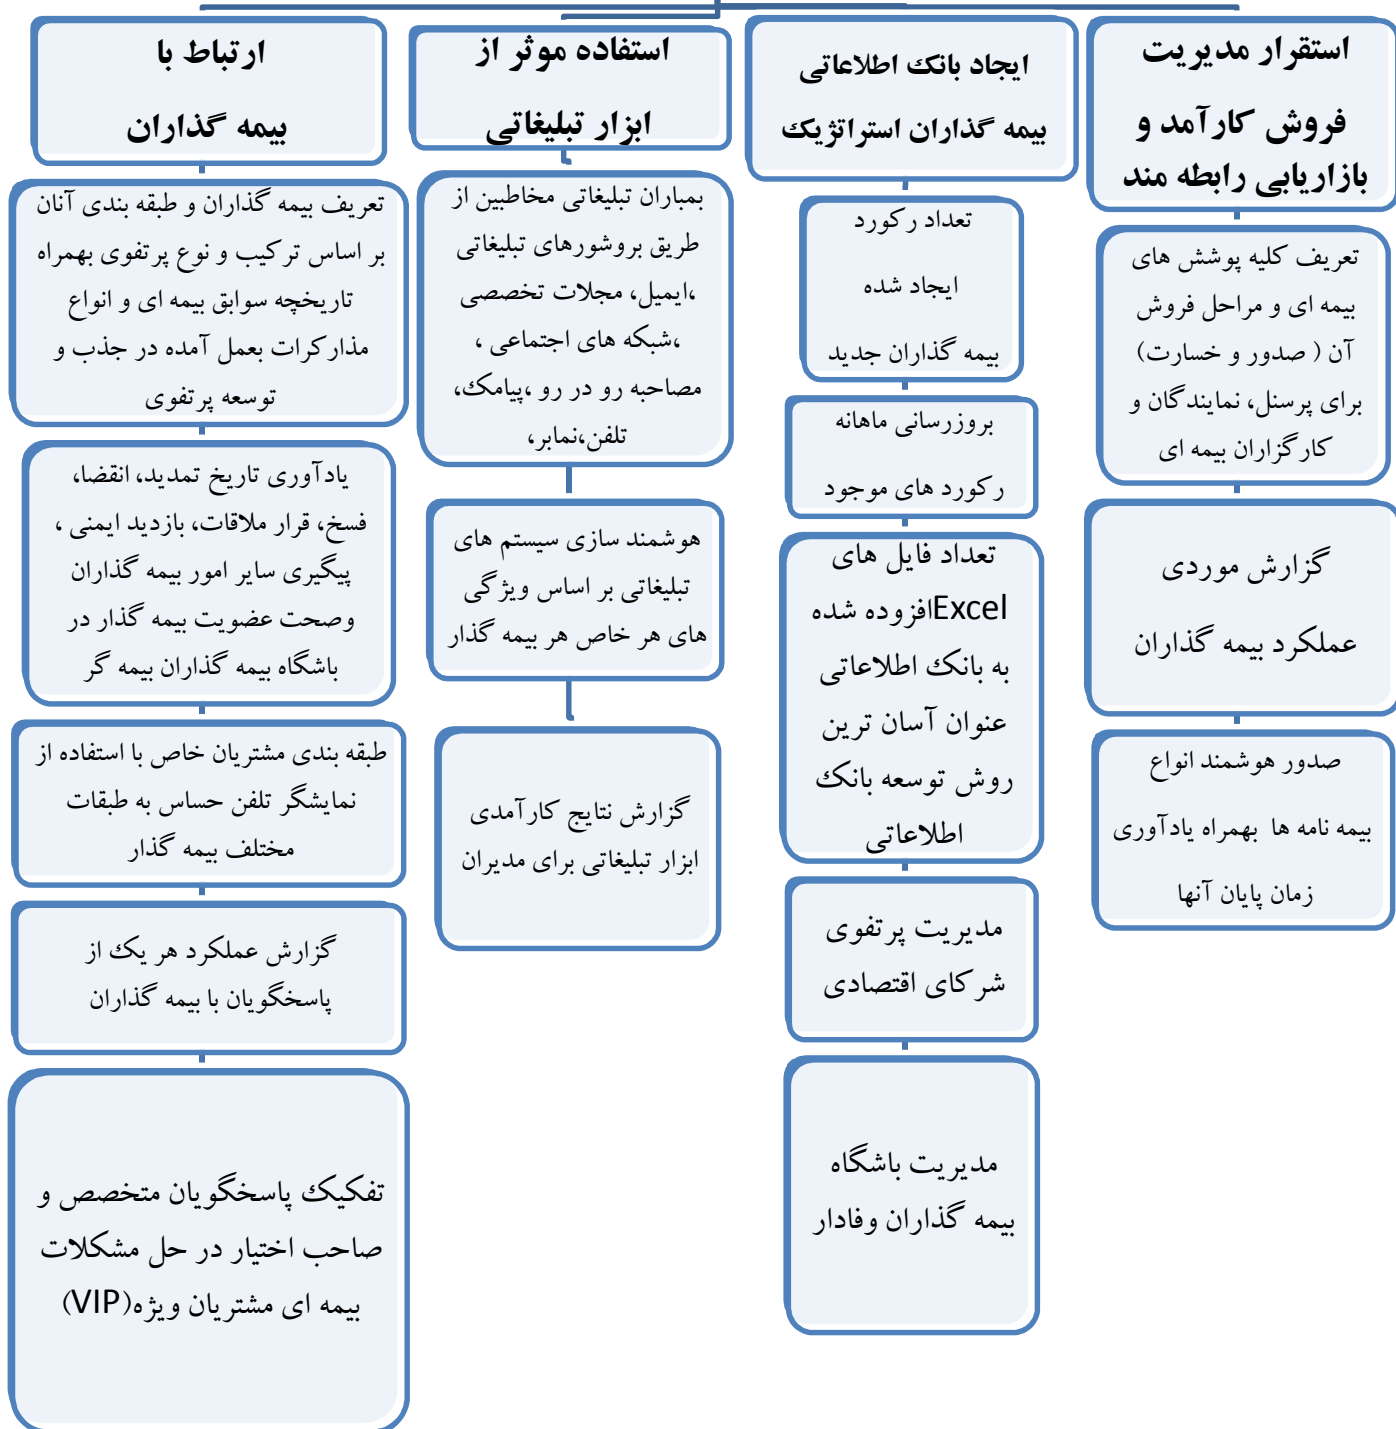 استقرار مدیریت
فروش کارآمد و
بازاریابی رابطه مند
تعریف کلیه پوشش های
بیمه ای و مراحل فروش
آن ( صدور و خسارت)
برای پرسنل، نمایندگان و
کارگزاران بیمه ای
گزارش موردی
عملکرد بیمه گذاران
صدور هوشمند انواع
بیمه نامه ها بهمراه یادآوری
زمان پایان آنها
ایجاد بانک اطلاعاتی
بیمه گذاران استراتژیک
تعداد رکورد
ایجاد شده
بیمه گذاران جدید
بروزرسانی ماهانه
رکورد های موجود
تعداد فایل های
Excelافزوده شده
به بانک اطلاعاتی
عنوان آسان ترین
روش توسعه بانک
اطلاعاتی
مدیریت پرتفوی
شرکای اقتصادی
مدیریت باشگاه
بیمه گذاران وفادار
استفاده موثر از
ابزار تبلیغاتی
بمباران تبلیغاتی مخاطبین از
طریق بروشورهای تبلیغاتی
،ایمیل، مجلات تخصصی
،شبکه های اجتماعی ،
مصاحبه رو در رو ،پیامک،
تلفن،نمابر،
هوشمند سازی سیستم های
تبلیغاتی بر اساس ویژگی
های هر خاص هر بیمه گذار
گزارش نتایج کارآمدی
ابزار تبلیغاتی برای مدیران
ارتباط با
بیمه گذاران
تعریف بیمه گذاران و طبقه بندی آنان
بر اساس ترکیب و نوع پرتفوی بهمراه
تاریخچه سوابق بیمه ای و انواع
مذارکرات بعمل آمده در جذب و
توسعه پرتفوی
یادآوری تاریخ تمدید، انقضا،
فسخ، قرار ملاقات، بازدید ایمنی ،
پیگیری سایر امور بیمه گذاران
وصحت عضویت بیمه گذار در
باشگاه بیمه گذاران بیمه گر
طبقه بندی مشتریان خاص با استفاده از
نمایشگر تلفن حساس به طبقات
مختلف بیمه گذار
گزارش عملکرد هر یک از
پاسخگویان با بیمه گذاران
تفکیک پاسخگویان متخصص و
صاحب اختیار در حل مشکلات
بیمه ای مشتریان ویژه(VIP)